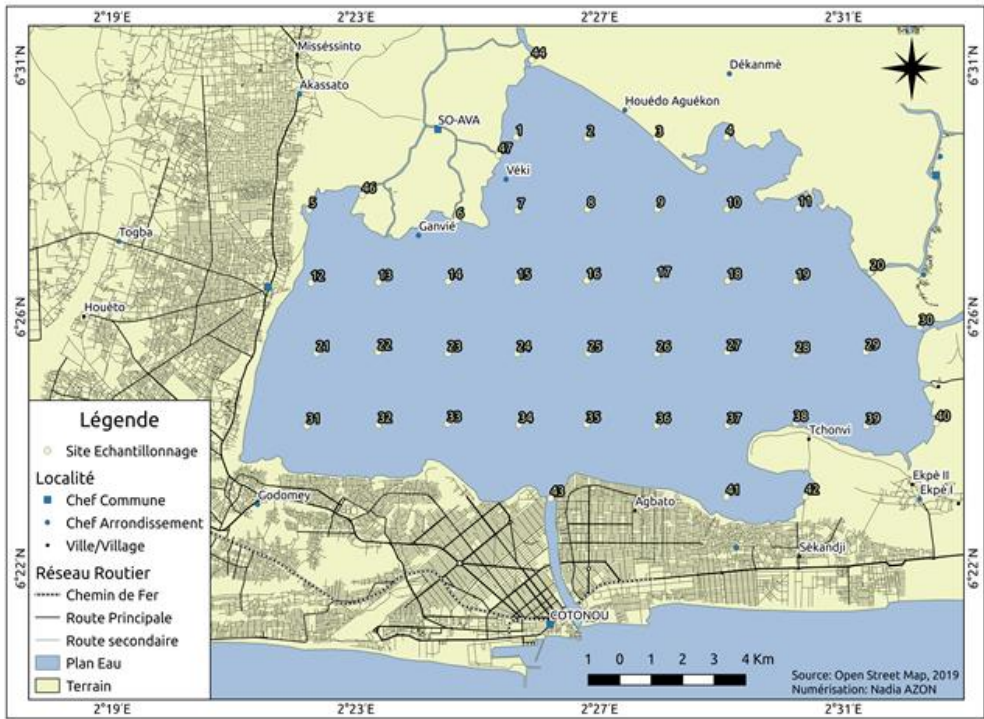 2°19'E 2°23'E 2°27'E 2°31'E
6°31'N
6°31'N
44
Misséssinto
Dékanmè
Akassato
Houédo Aguékon
SO-AVA
1 2 3 4
47
Véki
46
5 6 7 8 9 10 11
Ganvié
Togba
12 13 14 15 16 17 18 19 20
Houèto
6°26'N
6°26'N
30
21 22 23 24 25 26 27 28 29
31 32 33 34 35 36 37 38 39 40
Tchonvi
Légende
Site Echantillonnage
Localité
Chef Commune
Chef Arrondissement
Ville/Village
Réseau Routier
Chemin de Fer
Route Principale
Route secondaire
Plan Eau
Terrain
Godomey
43
Agbato
41
42
Ekpè II
Ekpè I
Sékandji
6°22'N
6°22'N
COTONOU
1 0 1 2 3 4 Km
Source: Open Street Map, 2019
Numérisation: Nadia AZON
2°19'E 2°23'E 2°27'E 2°31'E